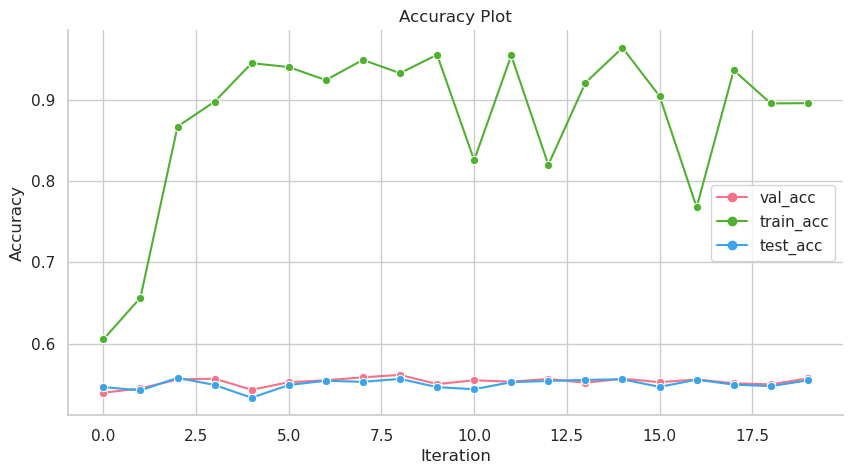 Accuracy Plot
Accuracy
0.9
0.8
0.7
0.6
val_acc
train_acc
test_acc
0.0 2.5 5.0 7.5 10.0 12.5 15.0 17.5
Iteration